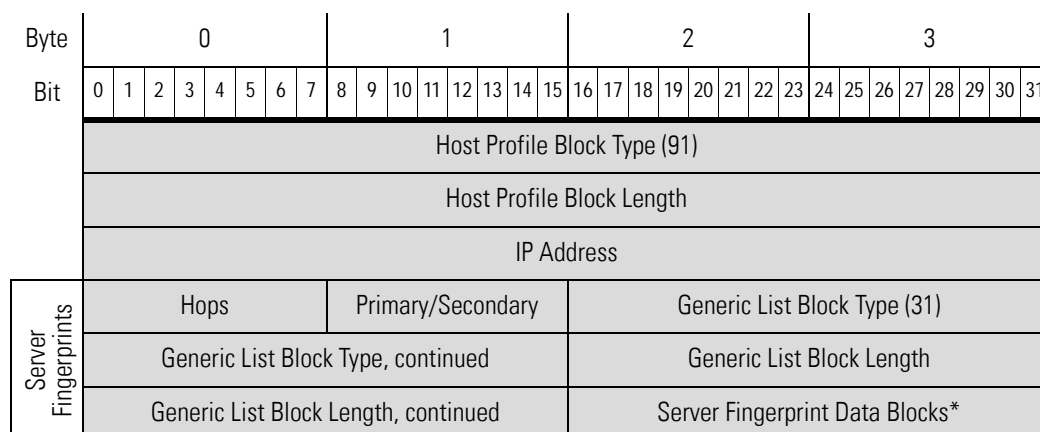 Byte 0 1 2 3
Bit 0 1 2 3 4 5 6 7 8 9 10 11 12 13 14 15 16 17 18 19 20 21 22 23 24 25 26 27 28 29 30 31
Host Profile Block Type (91)
Host Profile Block Length
IP Address
Server
Fingerprints
Hops Primary/Secondary Generic List Block Type (31)
Generic List Block Type, continued Generic List Block Length
Generic List Block Length, continued Server Fingerprint Data Blocks*